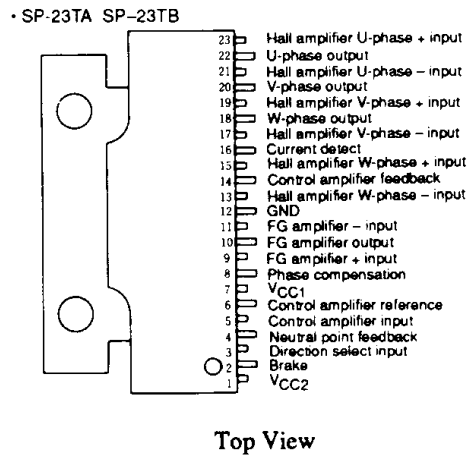 • SP-23TA SP-23TB
23 Hall amplifier U-phase + input
22 U-phase output
21 Hall amplifier U-phase - input
20 V-phase output
19 Hall amplifier V-phase + input
18 W-phase output
17 Hall amplifier V-phase - input
16 Current detect
15 Hall amplifier W-phase + input
14 Control amplifier feedback
13 Hall amplifier W-phase - input
12 GND
11 FG amplifier - input
10 FG amplifier output
9 FG amplifier + input
8 Phase compensation
7 VCC1
6 Control amplifier reference
5 Control amplifier input
4 Neutral point feedback
3 Direction select input
2 Brake
1 VCC2
Top View